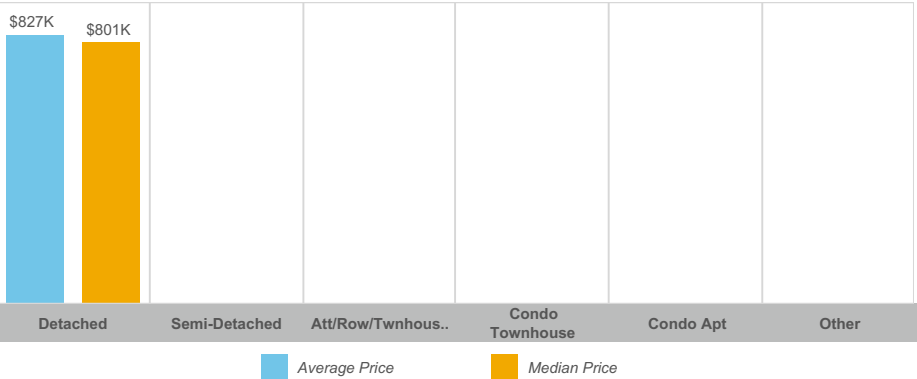 $827K
$801K
Detached
Semi-Detached
Att/Row/Twnhous..
Condo
Townhouse
Condo Apt
Other
Average Price
Median Price